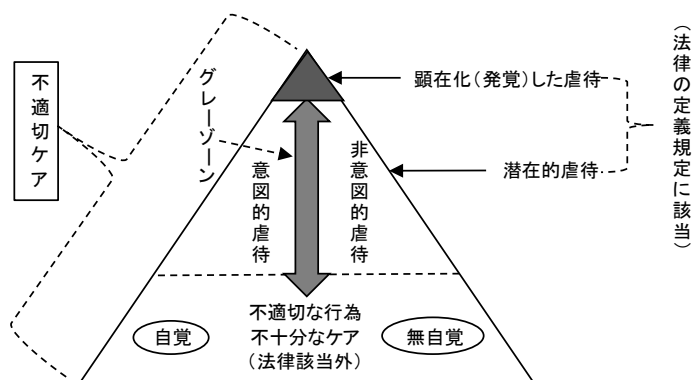 不適切ケア
グレーゾーン
顕在化(発覚)した虐待
(法律の定義規定に該当)
潜在的虐待
意図的虐待
非意図的虐待
自覚
不適切な行為
不十分なケア
(法律該当外)
無自覚